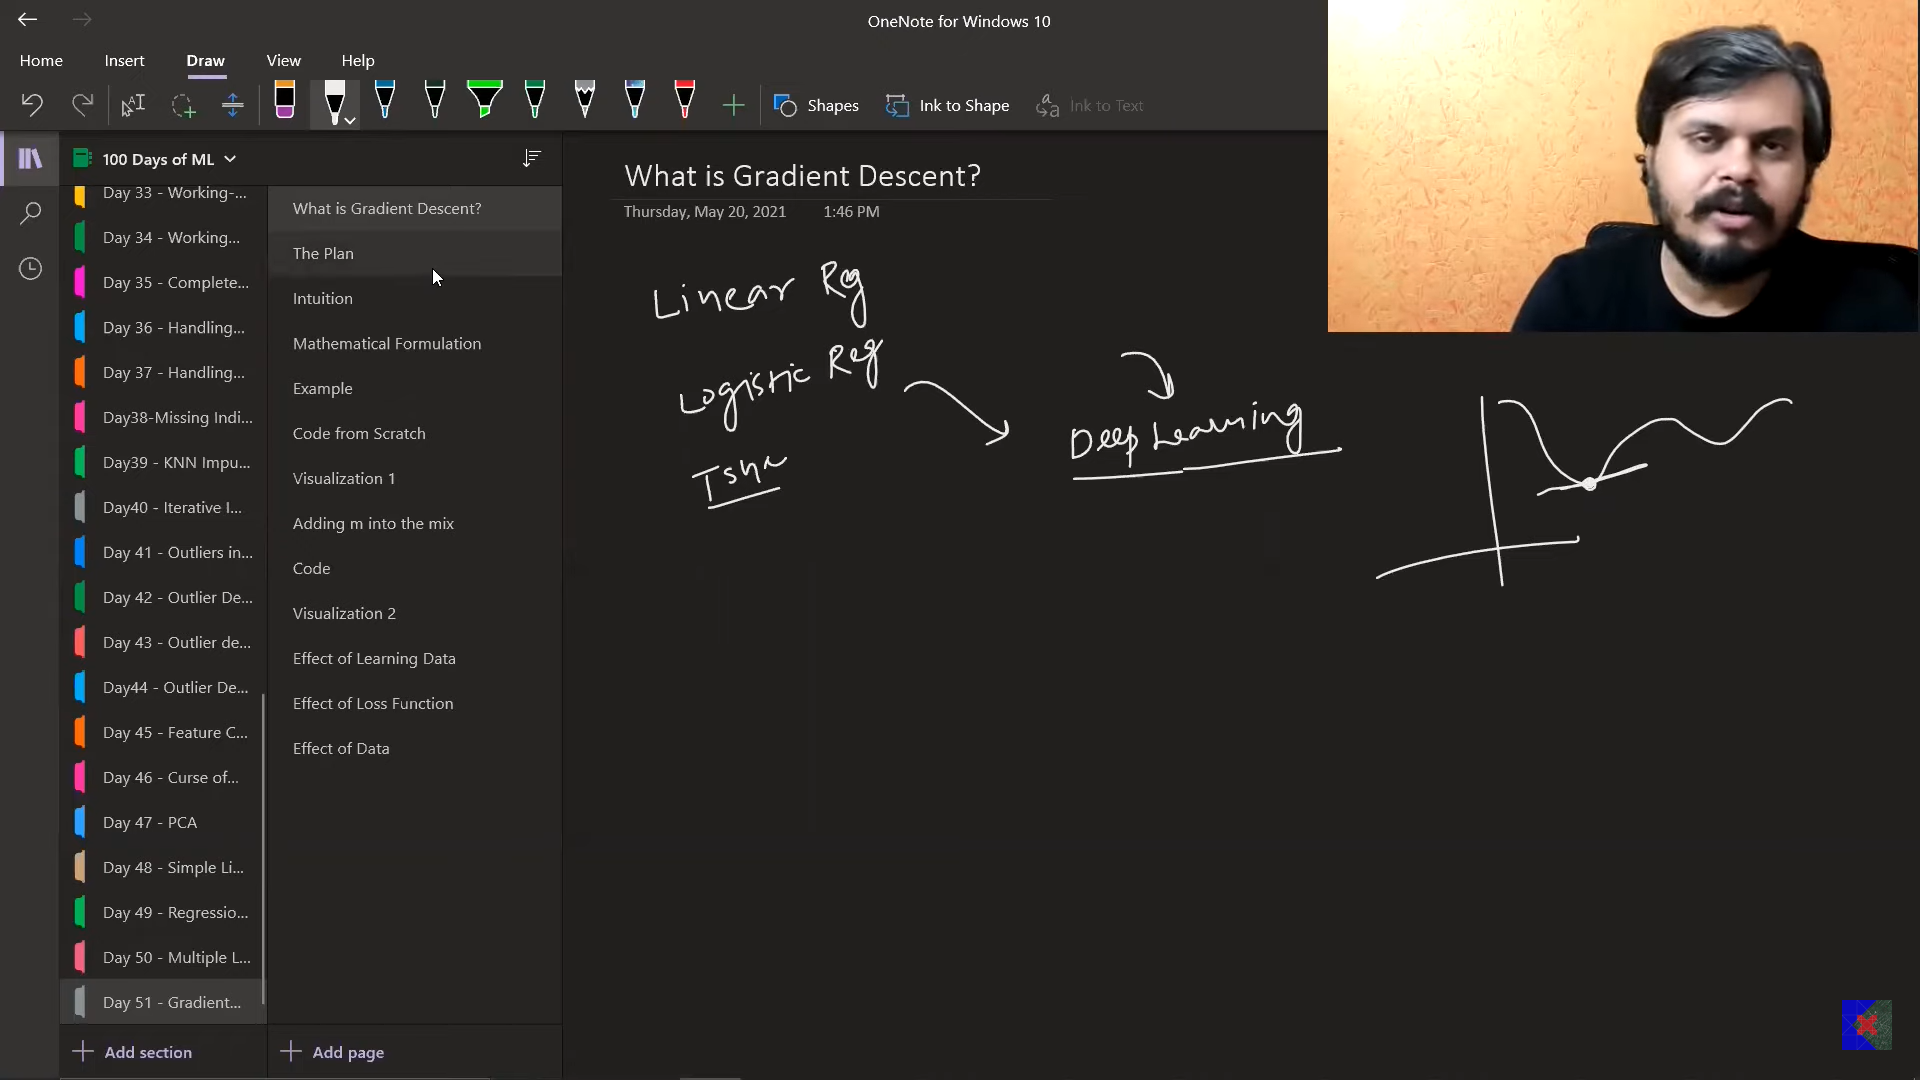 OneNote for Windows 10
Home
Insert
Draw
View
Help
Shapes
Ink to Shape
Ink to Text
100 Days of ML
Day 33 - Working-...
Day 34 - Working...
Day 35 - Complete...
Day 36 - Handling...
Day 37 - Handling...
Day38-Missing Indi...
Day39 - KNN Impu...
Day40 - Iterative I...
Day 41 - Outliers in...
Day 42 - Outlier De...
Day 43 - Outlier de...
Day44 - Outlier De...
Day 45 - Feature C...
Day 46 - Curse of...
Day 47 - PCA
Day 48 - Simple Li...
Day 49 - Regressio...
Day 50 - Multiple L...
Day 51 - Gradient...
Add section
What is Gradient Descent?
The Plan
Intuition
Mathematical Formulation
Example
Code from Scratch
Visualization 1
Adding m into the mix
Code
Visualization 2
Effect of Learning Data
Effect of Loss Function
Effect of Data
Add page
What is Gradient Descent?
Thursday, May 20, 2021
1:46 PM
Linear Reg
Logistic Reg
Tsne
Deep Learning